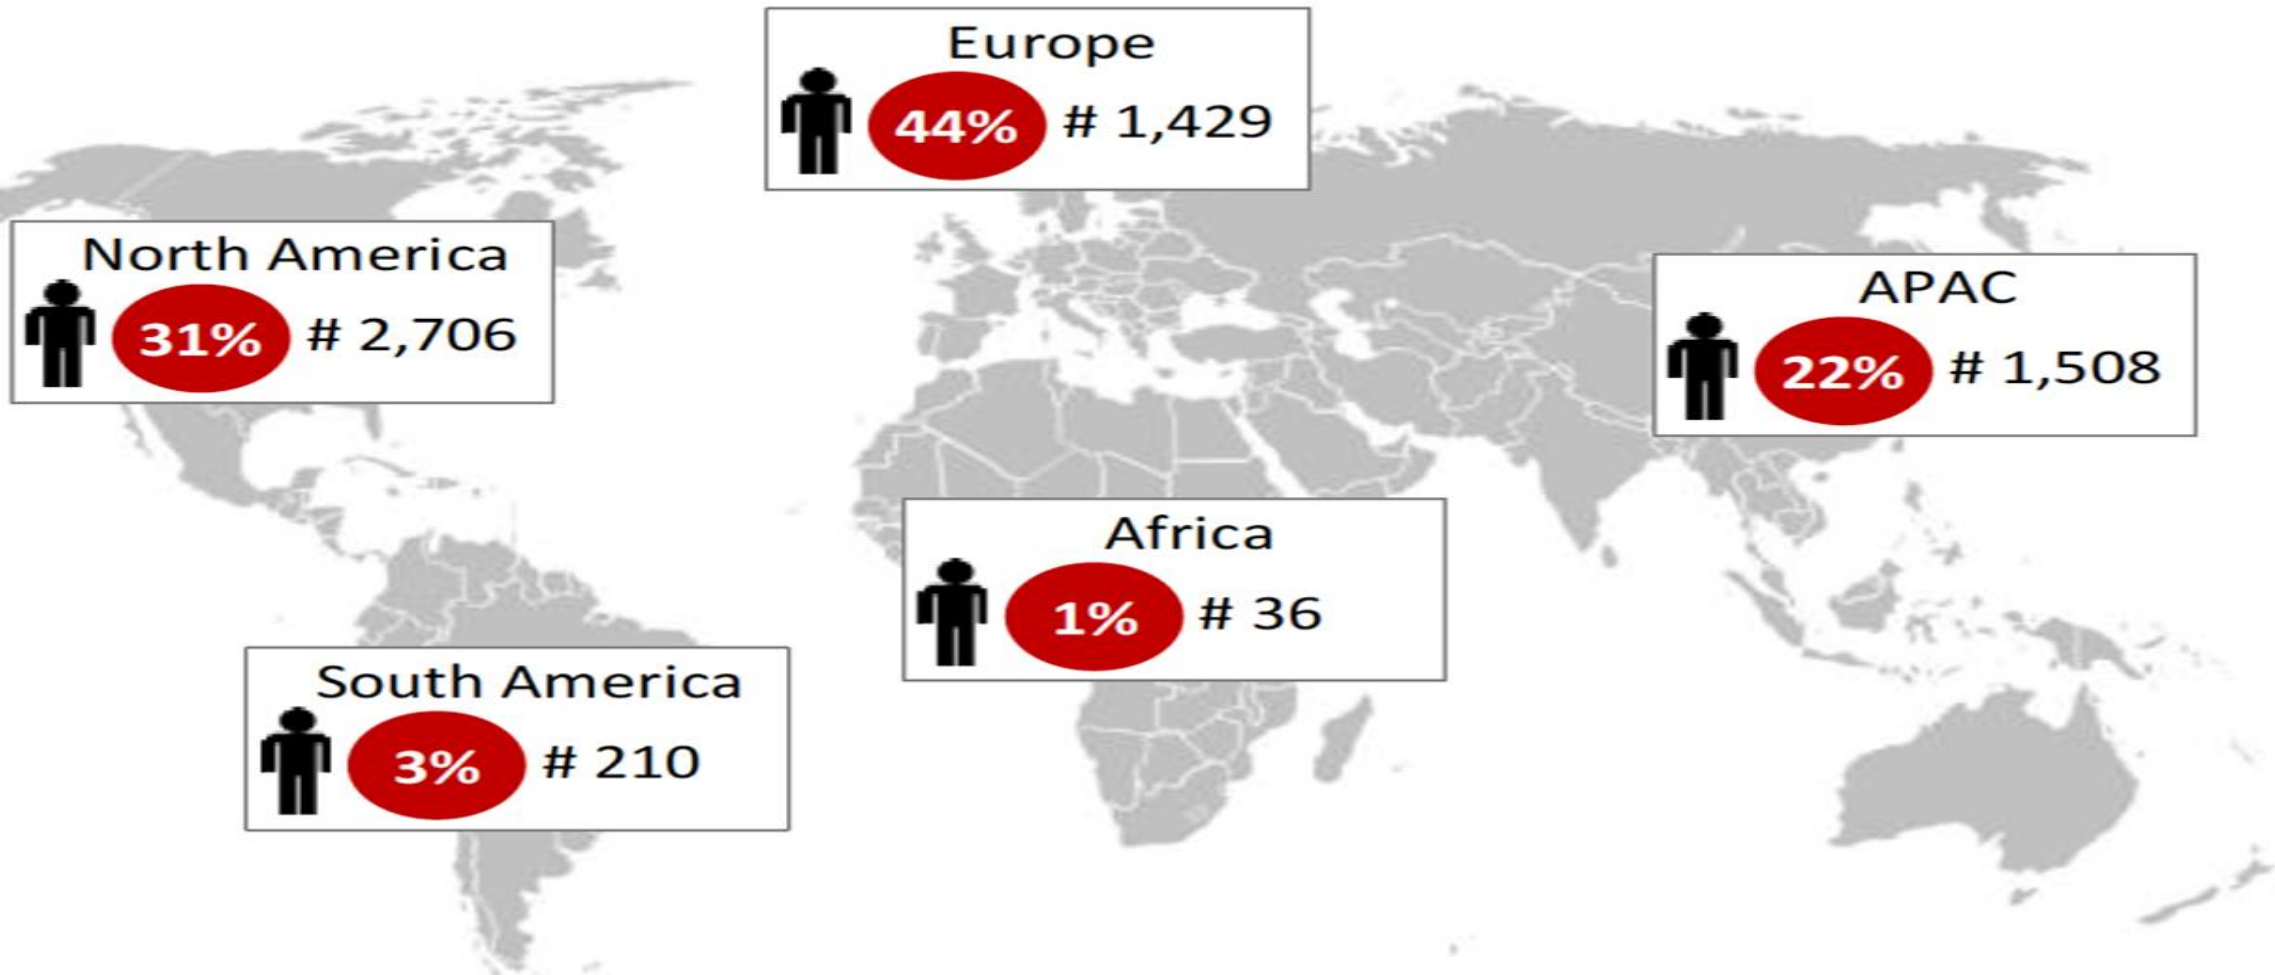 Europe
44% # 1,429
North America
31% # 2,706
APAC
22% # 1,508
Africa
1% # 36
South America
3% # 210